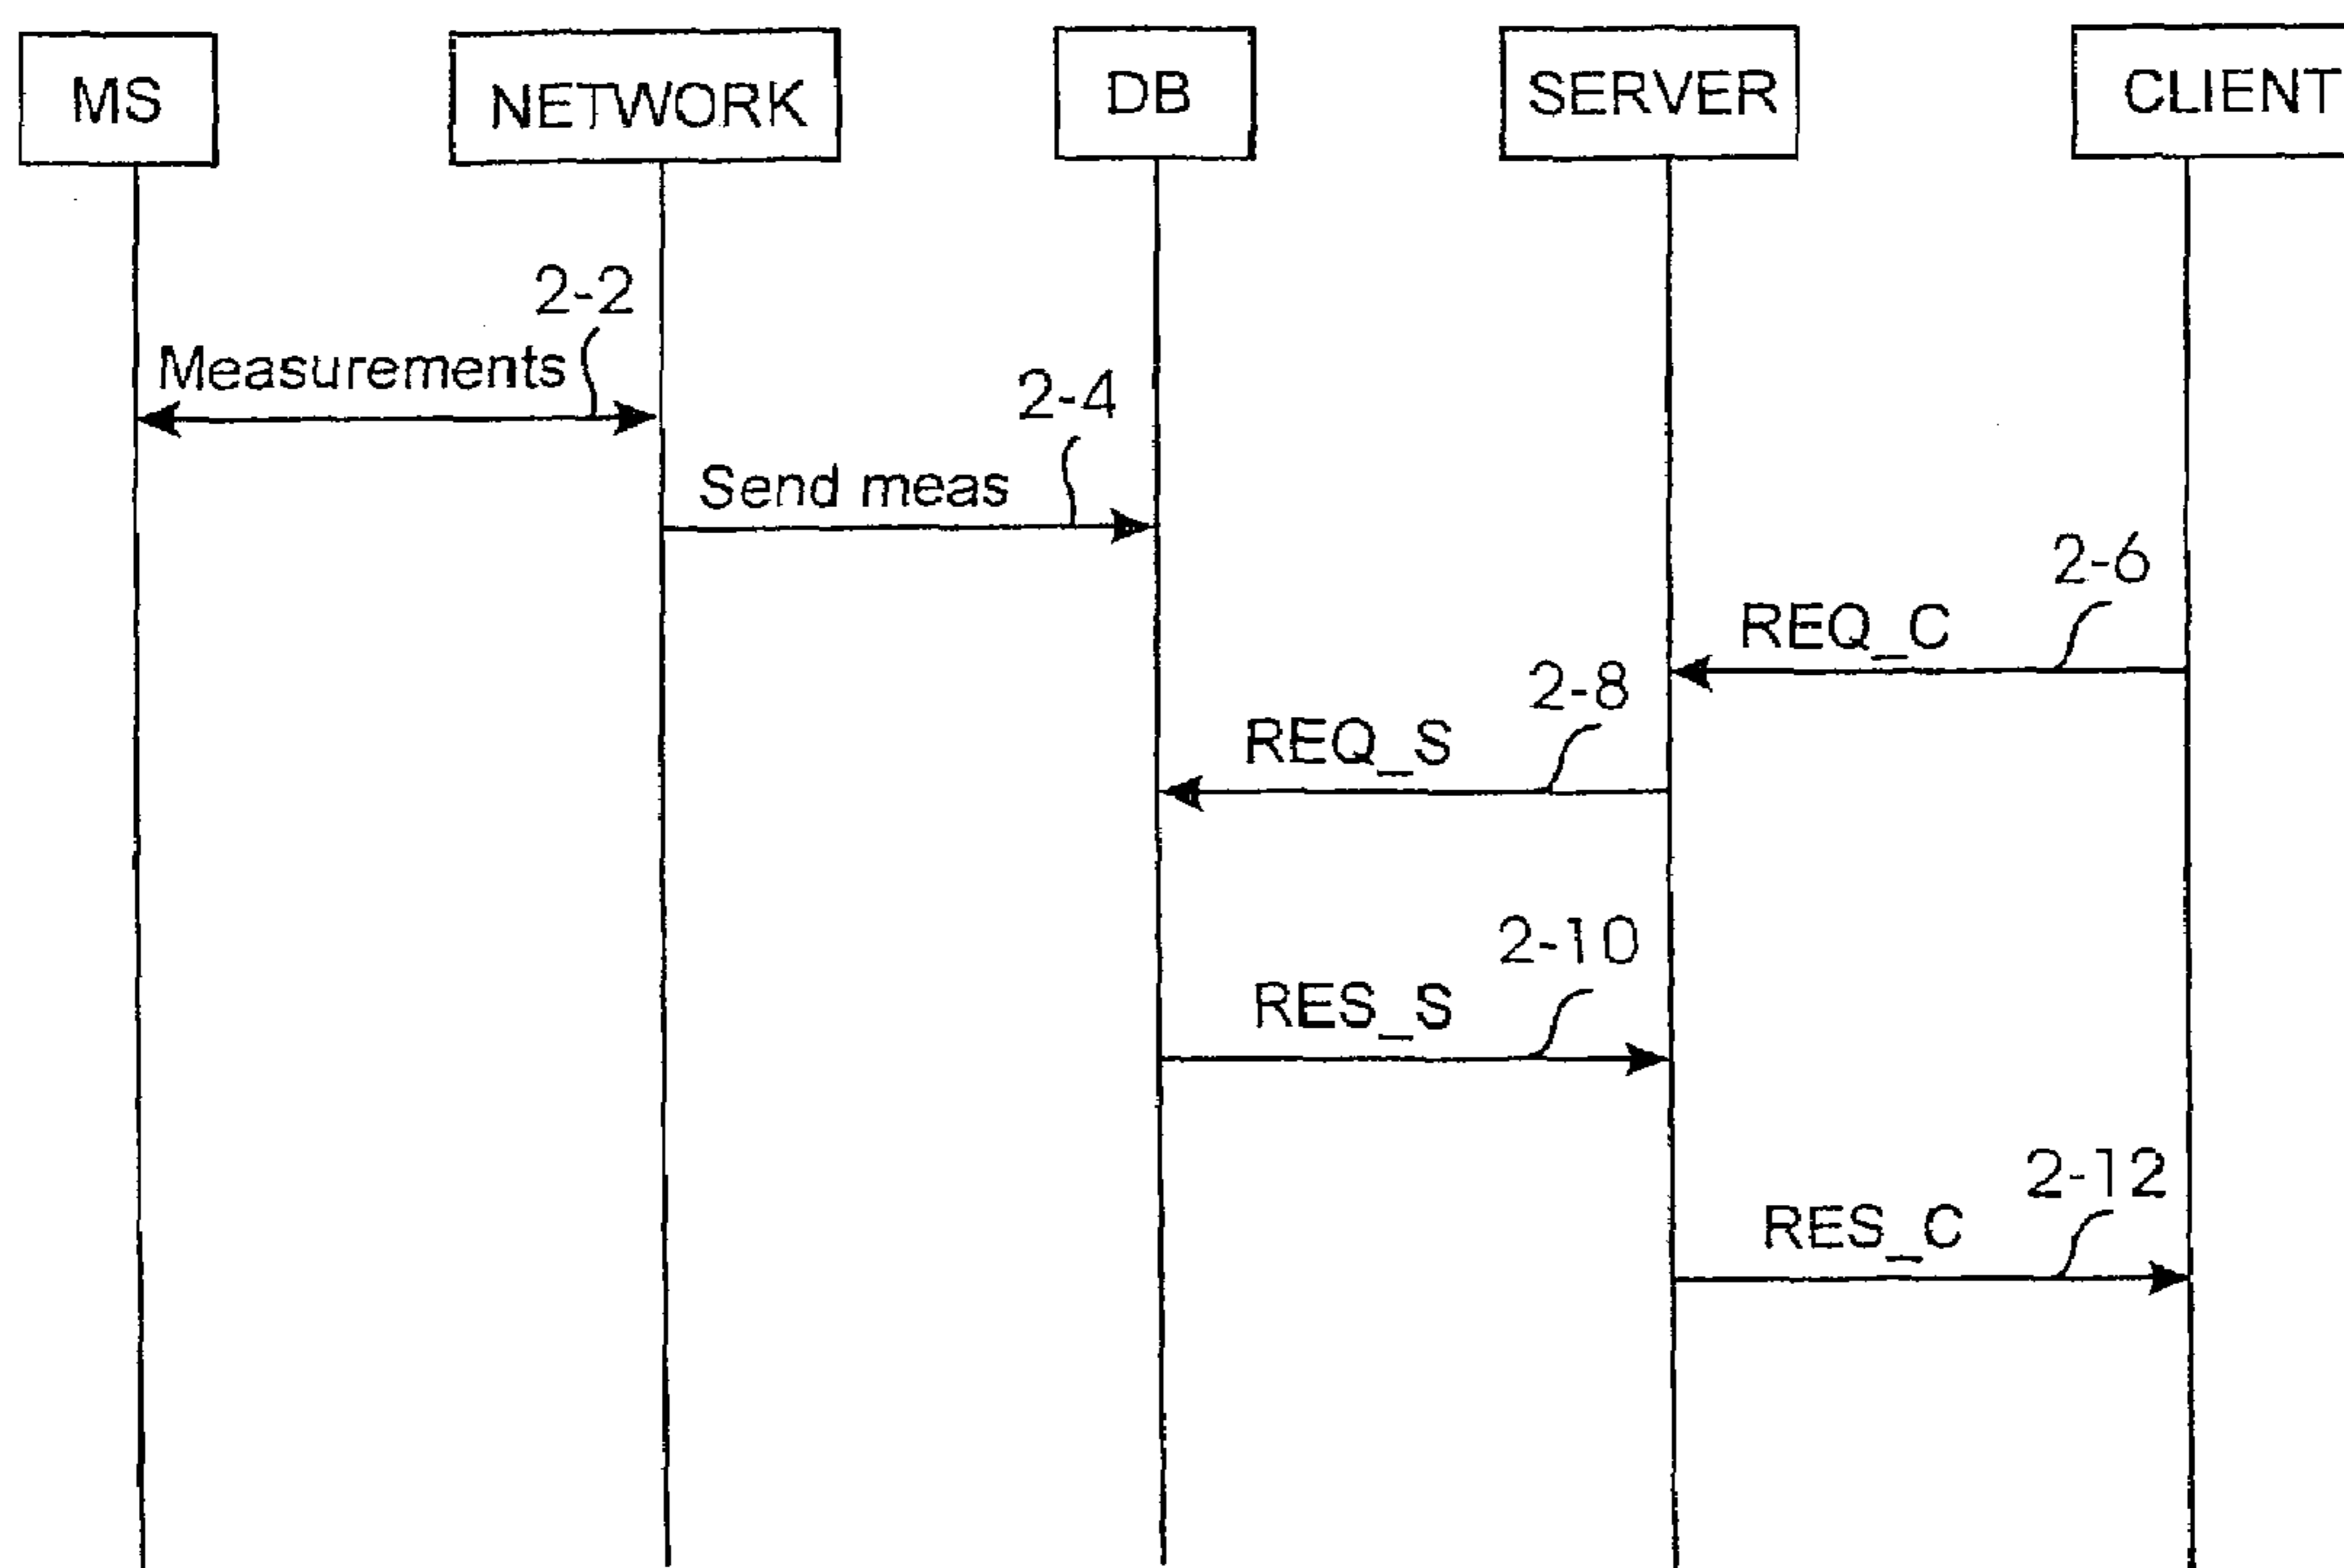 MS
NETWORK
DB
SERVER
CLIENT
2-2
Measurements
2-4
Send meas
2-6
REQ_C
2-8
REQ_S
2-10
RES_S
2-12
RES_C